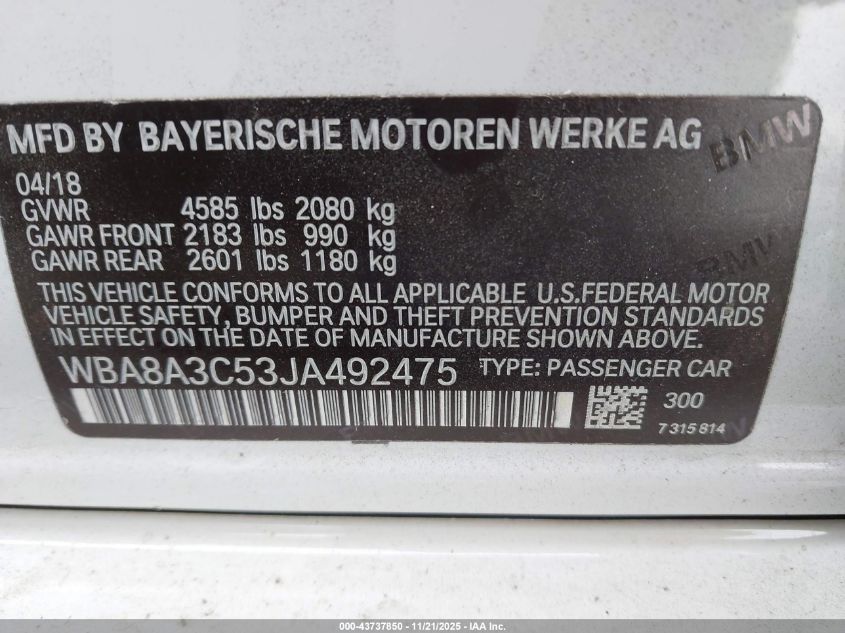 MFD BY BAYERISCHE MOTOREN WERKE AG
BMW
04/18
GVWR 4585 lbs 2080 kg
GAWR FRONT 2183 lbs 990 kg
GAWR REAR 2601 lbs 1180 kg
BMW
THIS VEHICLE CONFORMS TO ALL APPLICABLE U.S.FEDERAL MOTOR
VEHICLE SAFETY, BUMPER AND THEFT PREVENTION STANDARDS
IN EFFECT ON THE DATE OF MANUFACTURE SHOWN ABOVE.
WBA8A3C53JA492475 TYPE: PASSENGER CAR
300
7315814
000-43737850 - 11/21/2025 - IAA Inc.